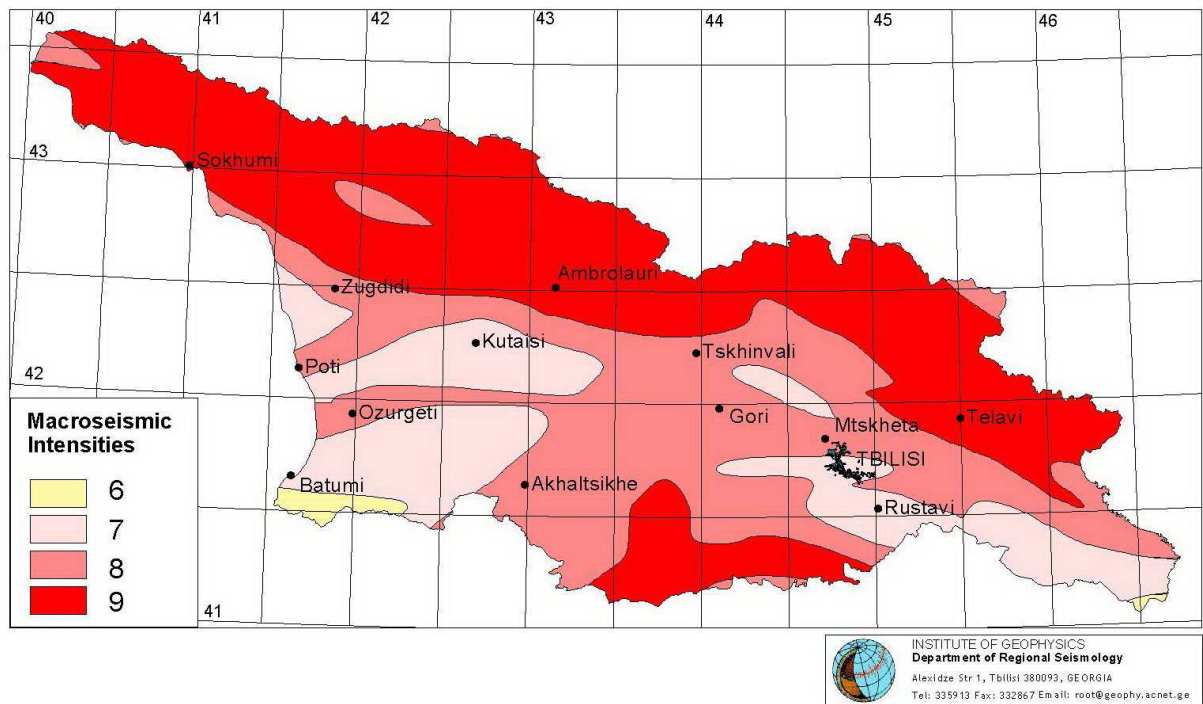 40
41
42
43
44
45
46
43
Sokhumi
Zugdidi
Ambrolauri
Kutaisi
Poti
Tskhinvali
42
Ozurgeti
Gori
Mtskheta
Telavi
TBILISI
Batumi
Akhaltsikhe
Rustavi
41
Macroseismic
Intensities
6
7
8
9
INSTITUTE OF GEOPHYSICS
Department of Regional Seismology
Alexidze Str 1, Tbilisi 380093, GEORGIA
Tel: 335913 Fax: 332867 Email: root@geophy.acnet.ge